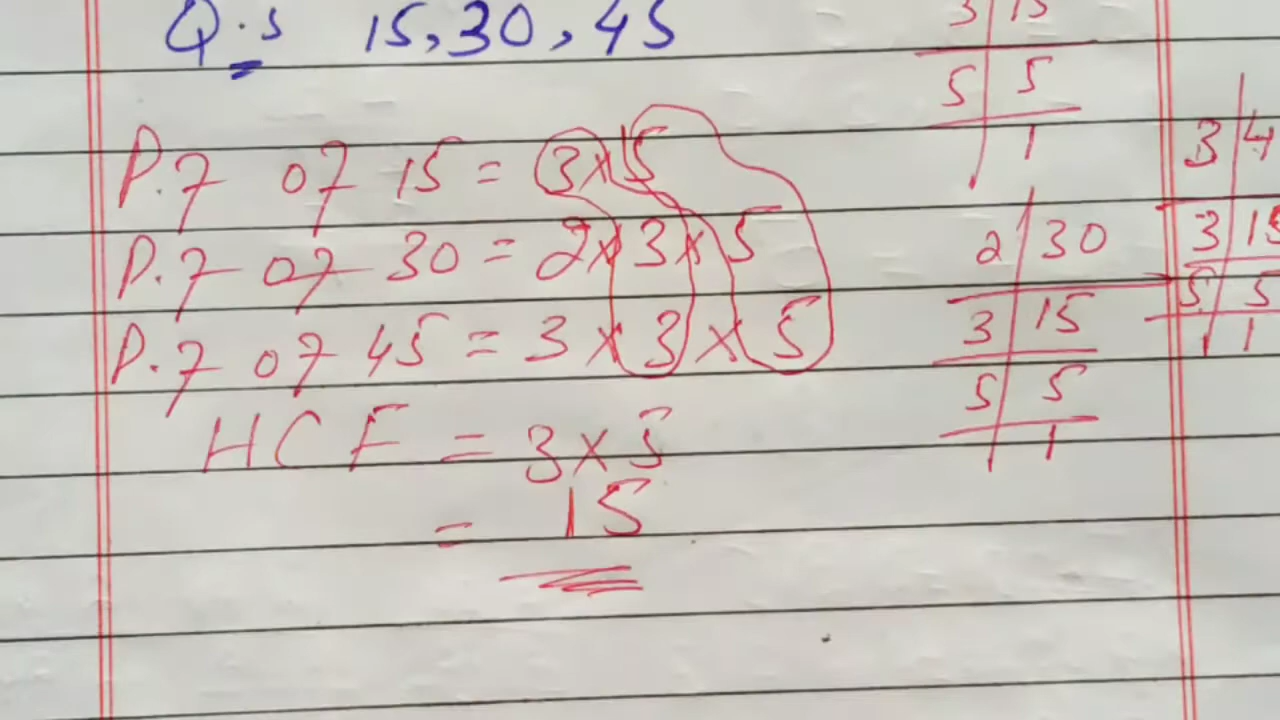 Q.5 15,30,45
P.F of 15 = 3×5
P.F of 30 = 2×3×5
P.F of 45 = 3×3×5
HCF = 3×5
= 15
3 | 15
5 | 5
1
2 | 30
3 | 15
5 | 5
1
3 | 4
3 | 15
5 | 5
1